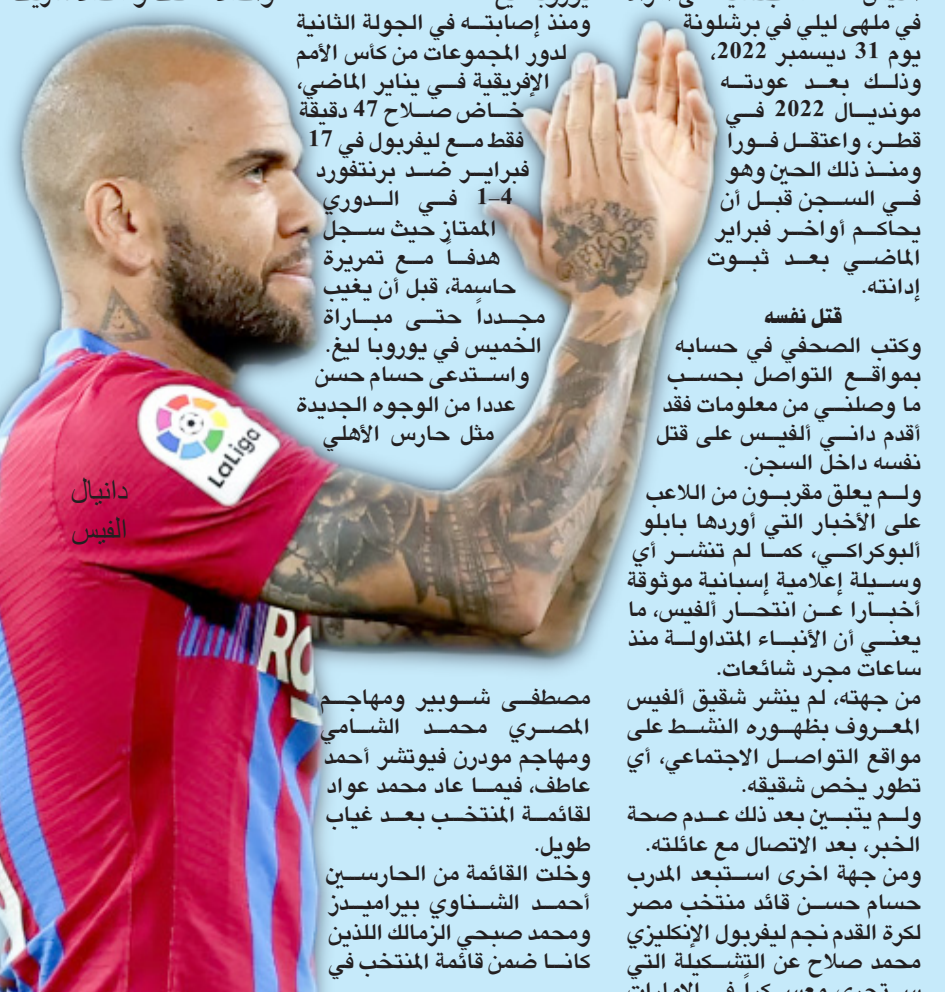 في ملهى ليلي في برشلونة
يوم 31 ديسمبر 2022،
وذلك بعد عودته
مونديال 2022 في
قطر، واعتقل فورا
ومنذ ذلك الحين وهو
في السجن قبل أن
يحاكم أواخر فبراير
الماضي بعد ثبوت
إدانته.
قتل نفسه
وكتب الصحفي في حسابه
بمواقع التواصل بحسب
ما وصلني من معلومات فقد
أقدم داني ألفيس على قتل
نفسه داخل السجن.
ولم يعلق مقربون من اللاعب
على الأخبار التي أوردها بابلو
ألبوكراكي، كما لم تنشر أي
وسيلة إعلامية إسبانية موثوقة
أخبارا عن انتحار ألفيس، ما
يعني أن الأنباء المتداولة منذ
ساعات مجرد شائعات.
من جهته، لم ينشر شقيق ألفيس
المعروف بظهوره النشط على
مواقع التواصل الاجتماعي، أي
تطور يخص شقيقه.
ولم يتبين بعد ذلك عدم صحة
الخبر، بعد الاتصال مع عائلته.
ومن جهة اخرى استبعد المدرب
حسام حسن قائد منتخب مصر
لكرة القدم نجم ليفربول الإنكليزي
محمد صلاح عن التشكيلة التي
ستجري معسكراً في الإمارات
ومنذ إصابته في الجولة الثانية
لدور المجموعات من كأس الأمم
الإفريقية في يناير الماضي،
خاض صلاح 47 دقيقة
فقط مع ليفربول في 17
فبراير ضد برنتفورد
4–1 في الدوري
الممتاز حيث سجل
هدفاً مع تمريرة
حاسمة، قبل أن يغيب
مجدداً حتى مباراة
الخميس في يوروبا ليغ.
واستدعى حسام حسن
عددا من الوجوه الجديدة
مثل حارس الأهلي
مصطفى شوبير ومهاجم
المصري محمد الشامي
ومهاجم مودرن فيوتشر أحمد
عاطف، فيما عاد محمد عواد
لقائمة المنتخب بعد غياب
طويل.
وخلت القائمة من الحارسين
أحمد الشناوي بيراميدز
ومحمد صبحي الزمالك اللذين
كانا ضمن قائمة المنتخب في
LaLiga
دانيال
الفيس